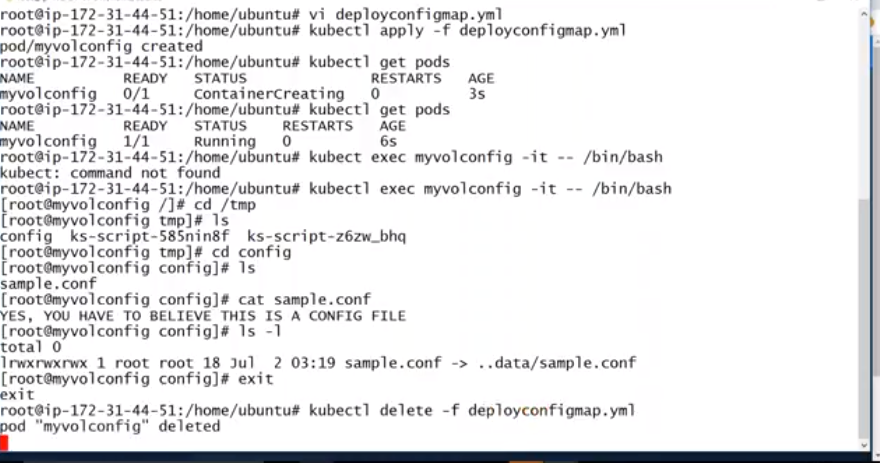 root@ip-172-31-44-51:/home/ubuntu# vi deployconfigmap.yml
root@ip-172-31-44-51:/home/ubuntu# kubectl apply -f deployconfigmap.yml
pod/myvolconfig created
root@ip-172-31-44-51:/home/ubuntu# kubectl get pods
NAME READY STATUS RESTARTS AGE
myvolconfig 0/1 ContainerCreating 0 3s
root@ip-172-31-44-51:/home/ubuntu# kubectl get pods
NAME READY STATUS RESTARTS AGE
myvolconfig 1/1 Running 0 6s
root@ip-172-31-44-51:/home/ubuntu# kubect exec myvolconfig -it -- /bin/bash
kubect: command not found
root@ip-172-31-44-51:/home/ubuntu# kubectl exec myvolconfig -it -- /bin/bash
[root@myvolconfig /]# cd /tmp
[root@myvolconfig tmp]# ls
config ks-script-585nin8f ks-script-z6zw_bhq
[root@myvolconfig tmp]# cd config
[root@myvolconfig config]# ls
sample.conf
[root@myvolconfig config]# cat sample.conf
YES, YOU HAVE TO BELIEVE THIS IS A CONFIG FILE
[root@myvolconfig config]# ls -l
total 0
lrwxrwxrwx 1 root root 18 Jul 2 03:19 sample.conf -> ..data/sample.conf
[root@myvolconfig config]# exit
exit
root@ip-172-31-44-51:/home/ubuntu# kubectl delete -f deployconfigmap.yml
pod "myvolconfig" deleted